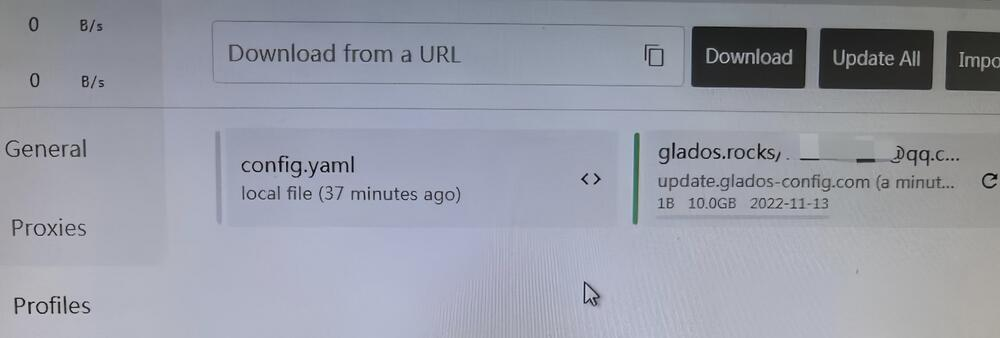 0 B/s
0 B/s
Download from a URL
Download
Update All
Impo
General
Proxies
Profiles
config.yaml
local file (37 minutes ago)
<>
glados.rocks/ @qq.c...
update.glados-config.com (a minut...
1B 10.0GB 2022-11-13